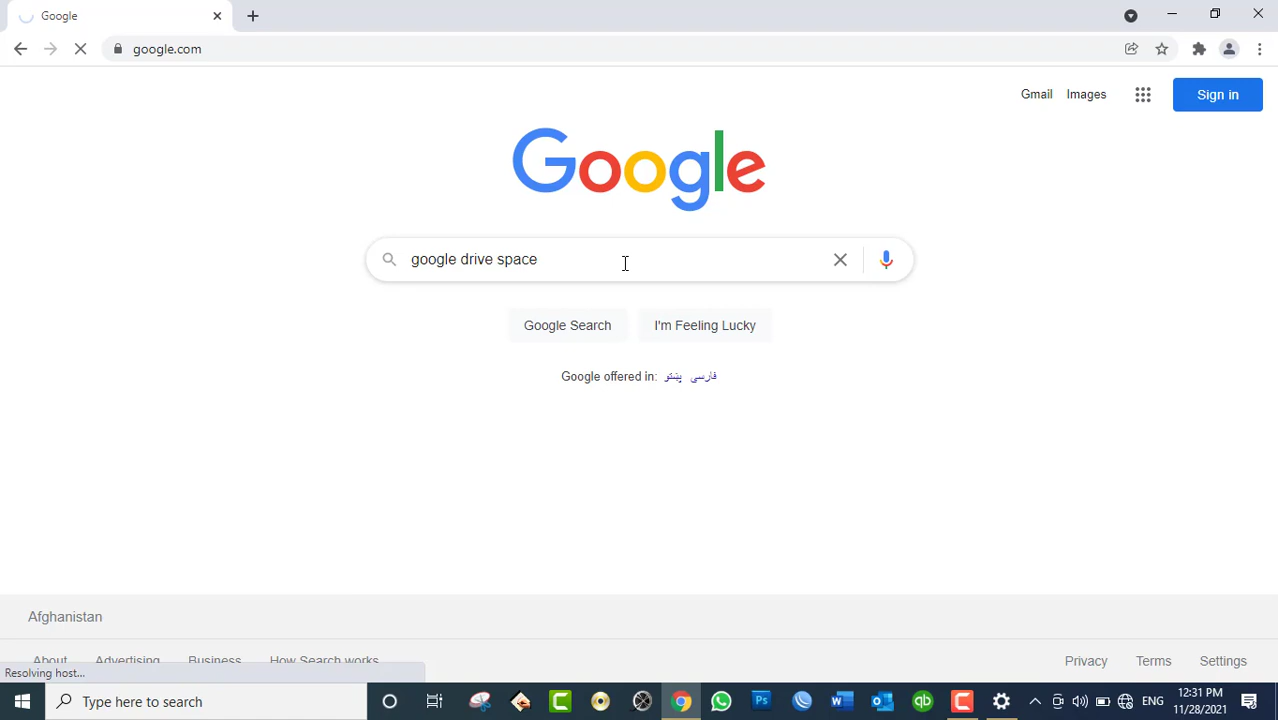 Google
google.com
Gmail Images Sign in
Google
google drive space
Google Search I'm Feeling Lucky
Google offered in: پښتو فارسی
Afghanistan
About Advertising Business How Search works Privacy Terms Settings
Resolving host...
Type here to search Ps qb ENG 12:31 PM
11/28/2021